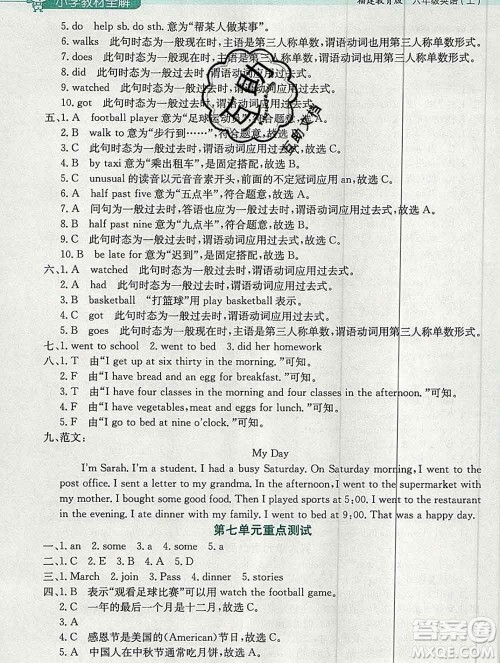 小学教材全解
福建教育版 六年级英语（上）
5. do help sb. do sth. 意为“帮某人做某事”。
6. walks 此句时态为一般现在时，主语是第三人称单数，谓语动词也用第三人称单数形式。
7. does 此句时态为一般现在时，主语是第三人称单数，谓语动词也用第三人称单数形式。
8. watched 此句时态为一般过去时，谓语动词应用过去式。
9. did 此句时态为一般过去时，谓语动词应用过去式。
10. got 此句时态为一般过去时，谓语动词应用过去式。
五、1. A football player 意为“足球运动员”，符合题意，故选 A。
2. B walk to 意为“步行到……”，符合题意，故选 B。
3. C 此句时态为一般过去时，谓语动词应用过去式，故选 C。
4. B by taxi 意为“乘出租车”，是固定搭配，故选 B。
5. C unusual 的读音以元音音素开头，前面的不定冠词应用 an，故选 C。
6. A half past five 意为“五点半”，符合题意，故选 A。
7. A 问句为一般过去时，答语也应为一般过去时，谓语动词应用过去式，故选 A。
8. B half past nine 意为“九点半”，符合题意，故选 B。
9. C 此句时态为一般过去时，谓语动词应用过去式，故选 C。
10. B be late for 意为“迟到”，是固定搭配，故选 B。
六、1. A watched 此句时态为一般过去时，谓语动词应用过去式。
2. A had 此句时态为一般过去时，谓语动词应用过去式。
3. B basketball “打篮球”用 play basketball 表示。
4. C did 此句时态为一般过去时，谓语动词应用过去式。
5. B goes 此句时态为一般现在时，主语是第三人称单数，谓语动词应用第三人称单数形式。
七、1. went to school 2. went to bed 3. did her homework
八、1. T 由“I get up at six thirty in the morning.”可知。
2. F 由“I have bread and an egg for breakfast.”可知。
3. T 由“I have four classes in the morning and four classes in the afternoon.”可知。
4. F 由“I have vegetables, meat, eggs and rice for lunch.”可知。
5. F 由“I go to bed at nine o'clock.”可知。
九、范文：
My Day
I'm Sarah. I'm a student. I had a busy Saturday. On Saturday morning, I went to the
post office. I sent a letter to my grandma. In the afternoon, I went to the supermarket with
my mother. I bought some food. Then I played sports at 5:00. I went to the restaurant
in the evening. I ate dinner with my family. I went to bed at 9:00. It was a happy day.
第七单元重点测试
一、1. an 2. some 3. a 4. some 5. a
二、1. C 2. E 3. A 4. B 5. D
三、1. March 2. join 3. Pass 4. dinner 5. with
四、1. B “观看足球比赛”可以用 watch the football game.
2. C 一年的最后一个月是十二月，故选 C。
3. A
4. C 感恩节是美国的(American)节日，故选 C。
5. A 中国人在中秋节通常吃月饼，故选 A。
互助
互助文档